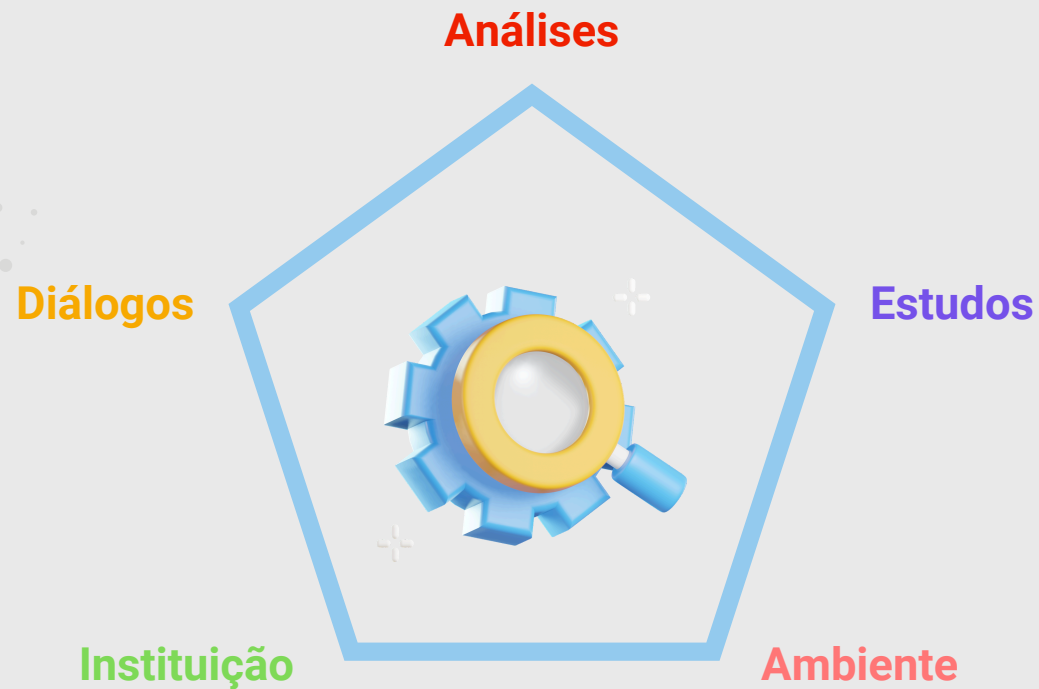 Análises
Diálogos
Estudos
Instituição
Ambiente